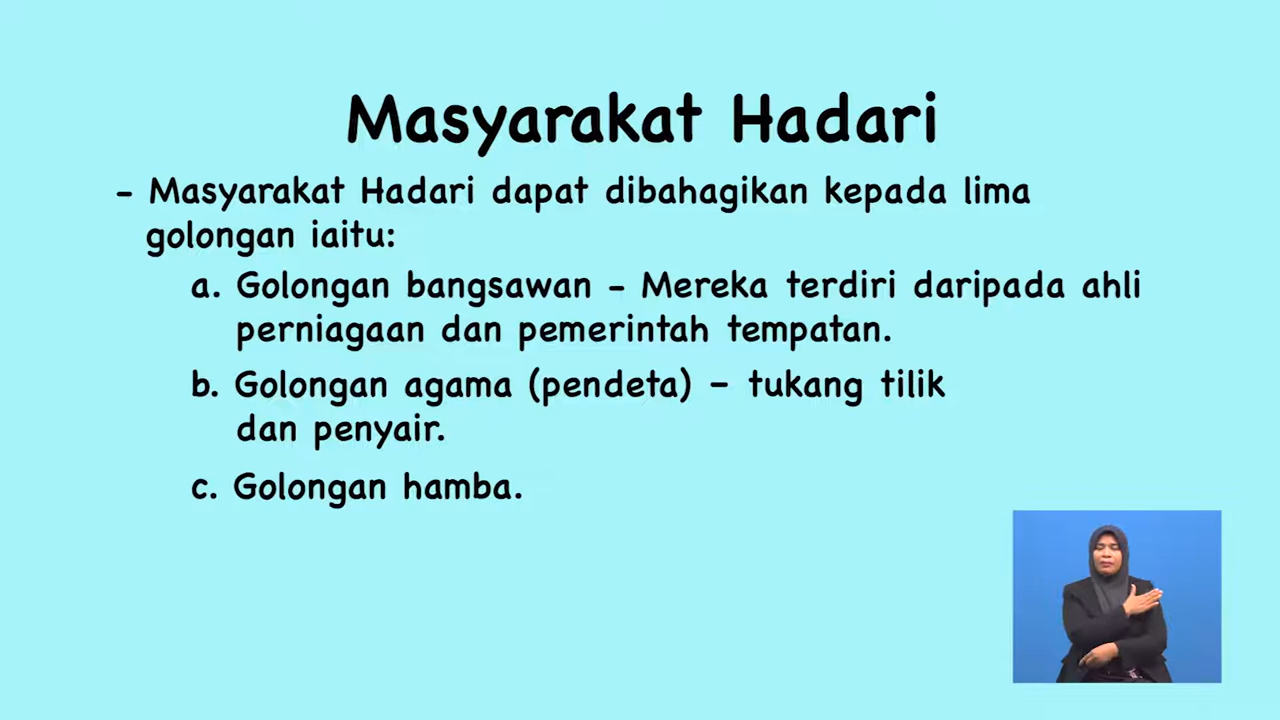 Masyarakat Hadari
- Masyarakat Hadari dapat dibahagikan kepada lima
golongan iaitu:
a. Golongan bangsawan - Mereka terdiri daripada ahli
perniagaan dan pemerintah tempatan.
b. Golongan agama (pendeta) – tukang tilik
dan penyair.
c. Golongan hamba.